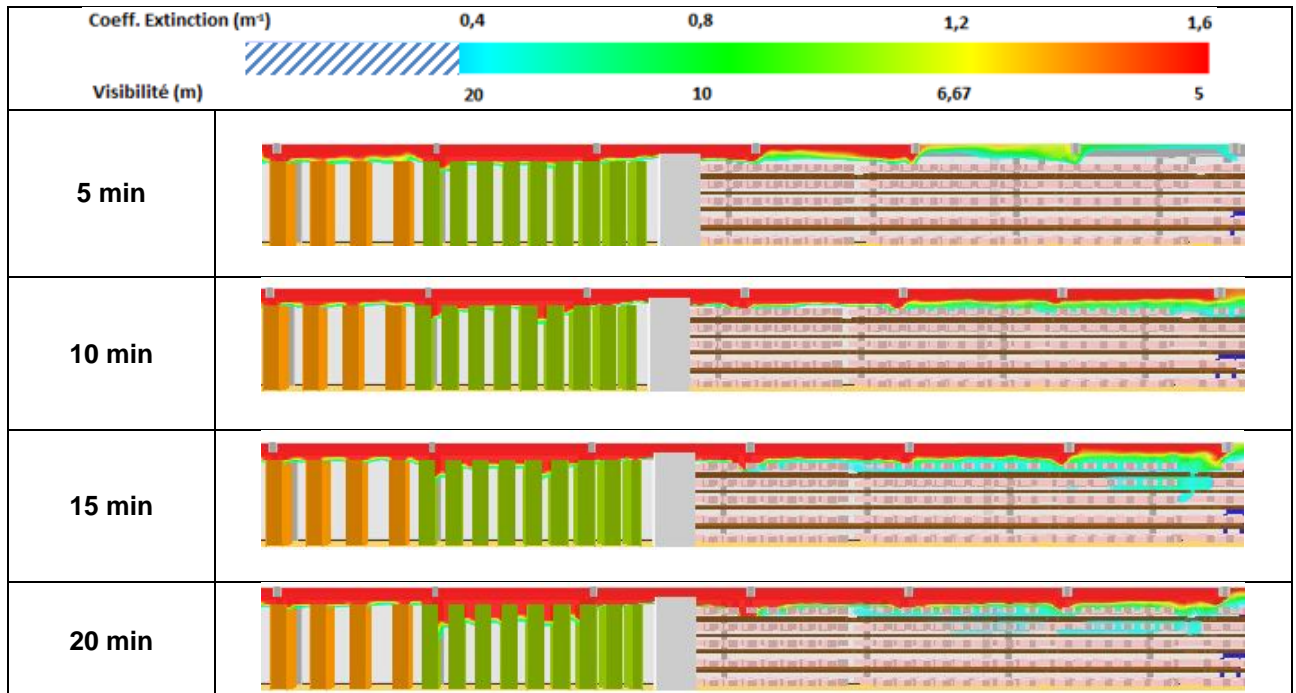 Coeff. Extinction (m⁻¹) 0,4 0,8 1,2 1,6
Visibilité (m) 20 10 6,67 5
5 min
10 min
15 min
20 min